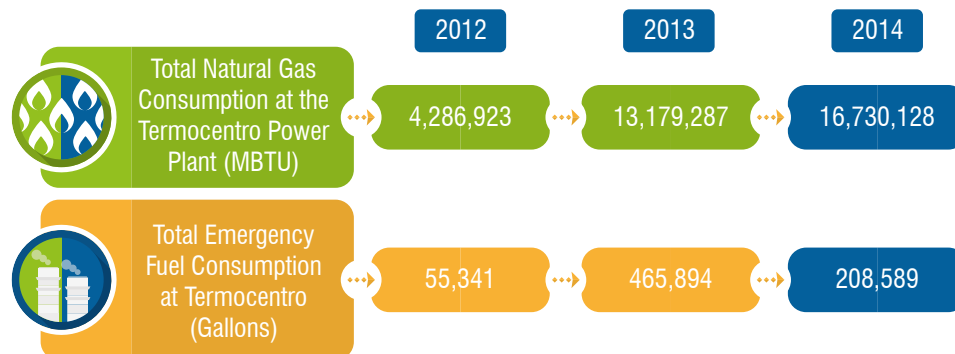 2012 2013 2014
Total Natural Gas
Consumption at the
Termocentro Power
Plant (MBTU)
4,286,923 13,179,287 16,730,128
Total Emergency
Fuel Consumption
at Termocentro
(Gallons)
55,341 465,894 208,589